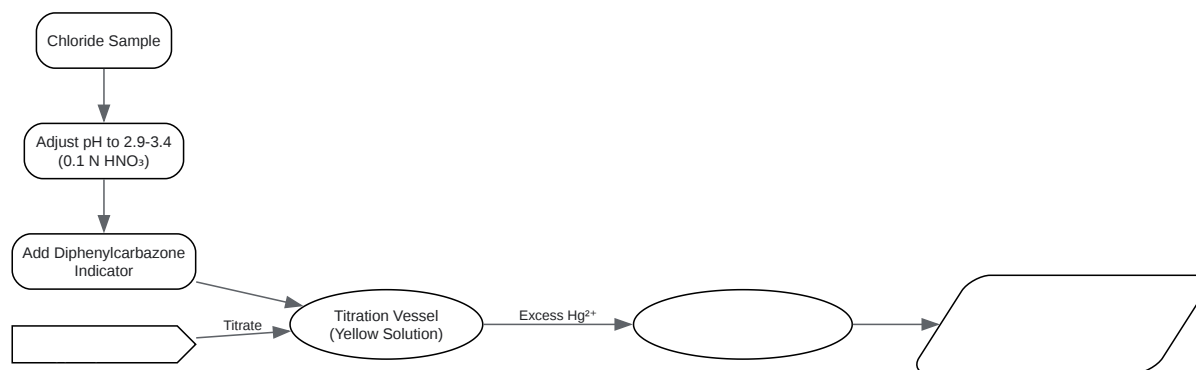 Chloride Sample
Adjust pH to 2.9-3.4
(0.1 N HNO₃)
Add Diphenylcarbazone
Indicator
Titrate
Titration Vessel
(Yellow Solution)
Excess Hg²⁺